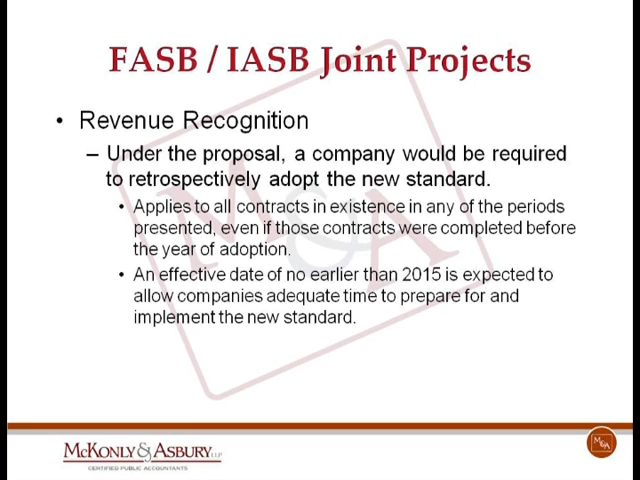 FASB / IASB Joint Projects
• Revenue Recognition
– Under the proposal, a company would be required
to retrospectively adopt the new standard.
• Applies to all contracts in existence in any of the periods
presented, even if those contracts were completed before
the year of adoption.
• An effective date of no earlier than 2015 is expected to
allow companies adequate time to prepare for and
implement the new standard.
M&A
McKonly & Asbury LLP
CERTIFIED PUBLIC ACCOUNTANTS
M&A